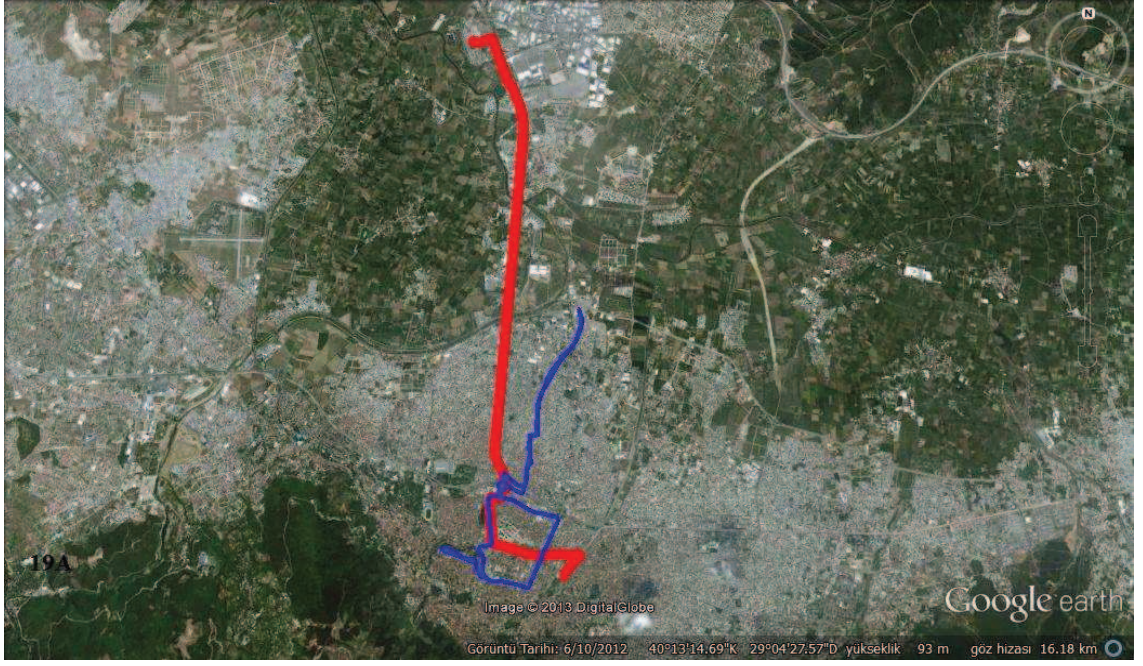 N
19A
Image © 2013 DigitalGlobe
Google earth
Görüntü Tarihi: 6/10/2012 40°13'14.69"K 29°04'27.57"D yükseklik 93 m göz hizası 16.18 km